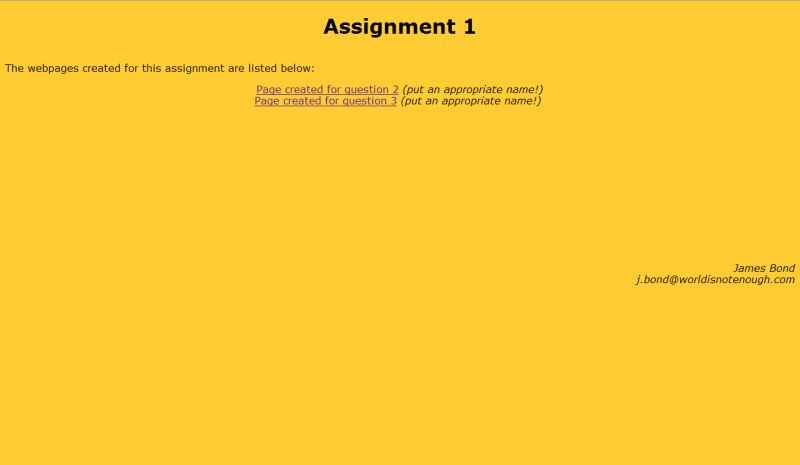 Assignment 1
The webpages created for this assignment are listed below:
Page created for question 2 (put an appropriate name!)
Page created for question 3 (put an appropriate name!)
James Bond
j.bond@worldisnotenough.com